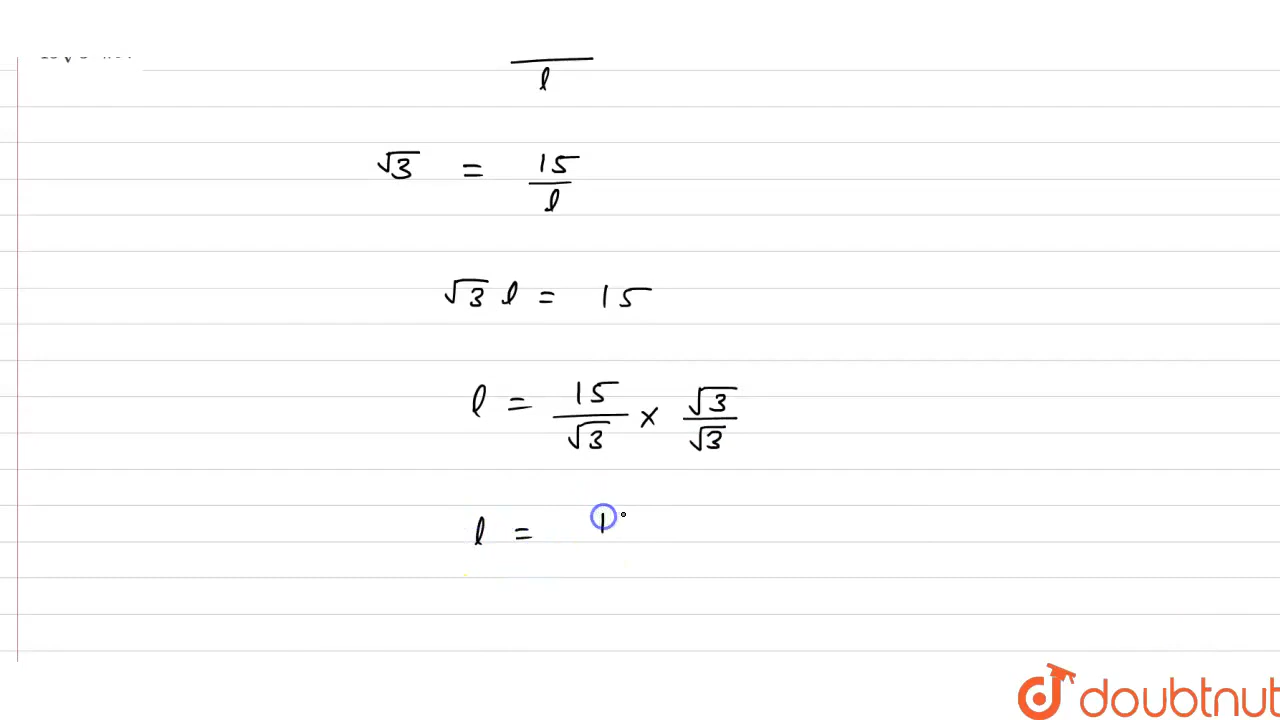 l
√3 = 15/l
√3 l = 15
l = 15/√3 × √3/√3
l = 1
doubtnut